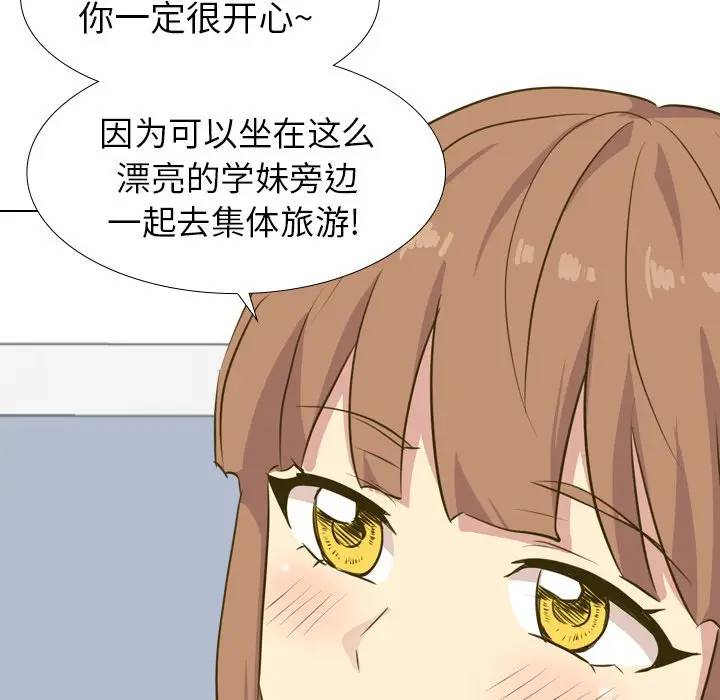 你一定很开心~
因为可以坐在这么
漂亮的学妹旁边
一起去集体旅游!